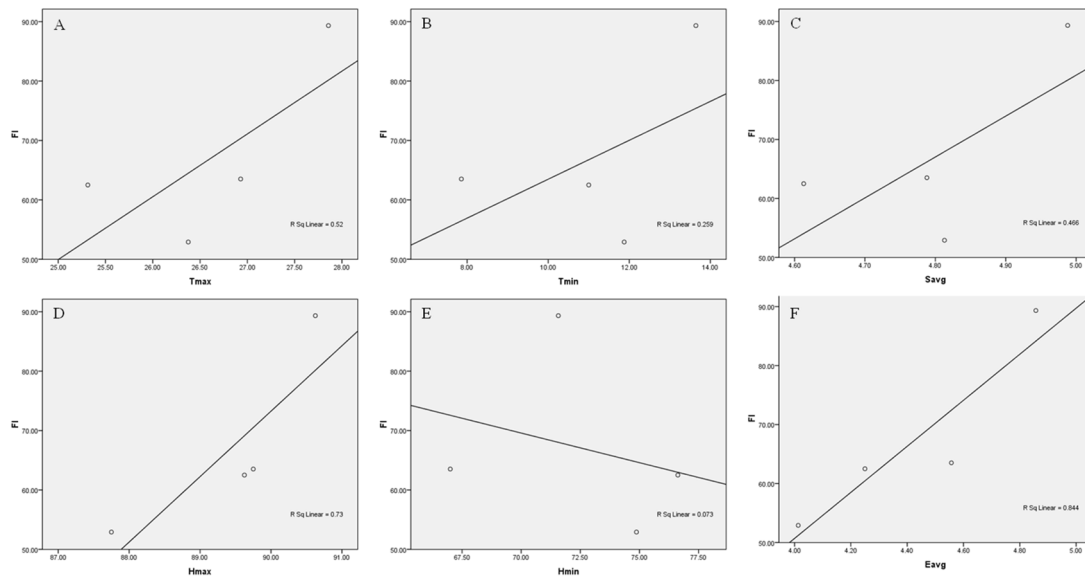 A
FI
90.00
80.00
70.00
60.00
50.00
25.00 25.50 26.00 26.50 27.00 27.50 28.00
Tmax
R Sq Linear = 0.52
B
FI
90.00
80.00
70.00
60.00
50.00
8.00 10.00 12.00 14.00
Tmin
R Sq Linear = 0.259
C
FI
90.00
80.00
70.00
60.00
50.00
4.60 4.70 4.80 4.90 5.00
Savg
R Sq Linear = 0.466
D
FI
90.00
80.00
70.00
60.00
50.00
87.00 88.00 89.00 90.00 91.00
Hmax
R Sq Linear = 0.73
E
FI
90.00
80.00
70.00
60.00
50.00
67.50 70.00 72.50 75.00 77.50
Hmin
R Sq Linear = 0.073
F
FI
90.00
80.00
70.00
60.00
50.00
4.00 4.20 4.40 4.60 4.80 5.00
Eavg
R Sq Linear = 0.844